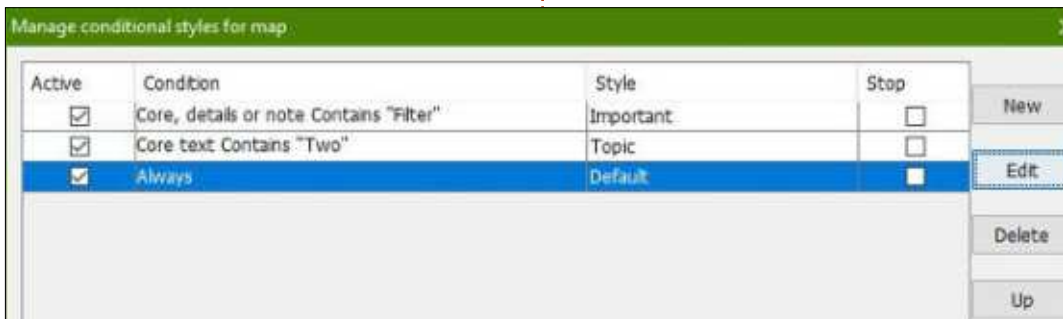 Manage conditional styles for map
Active Condition Style Stop
Core, details or note Contains "Filter" Important
Core text Contains "Two" Topic
Always Default
New
Edit
Delete
Up